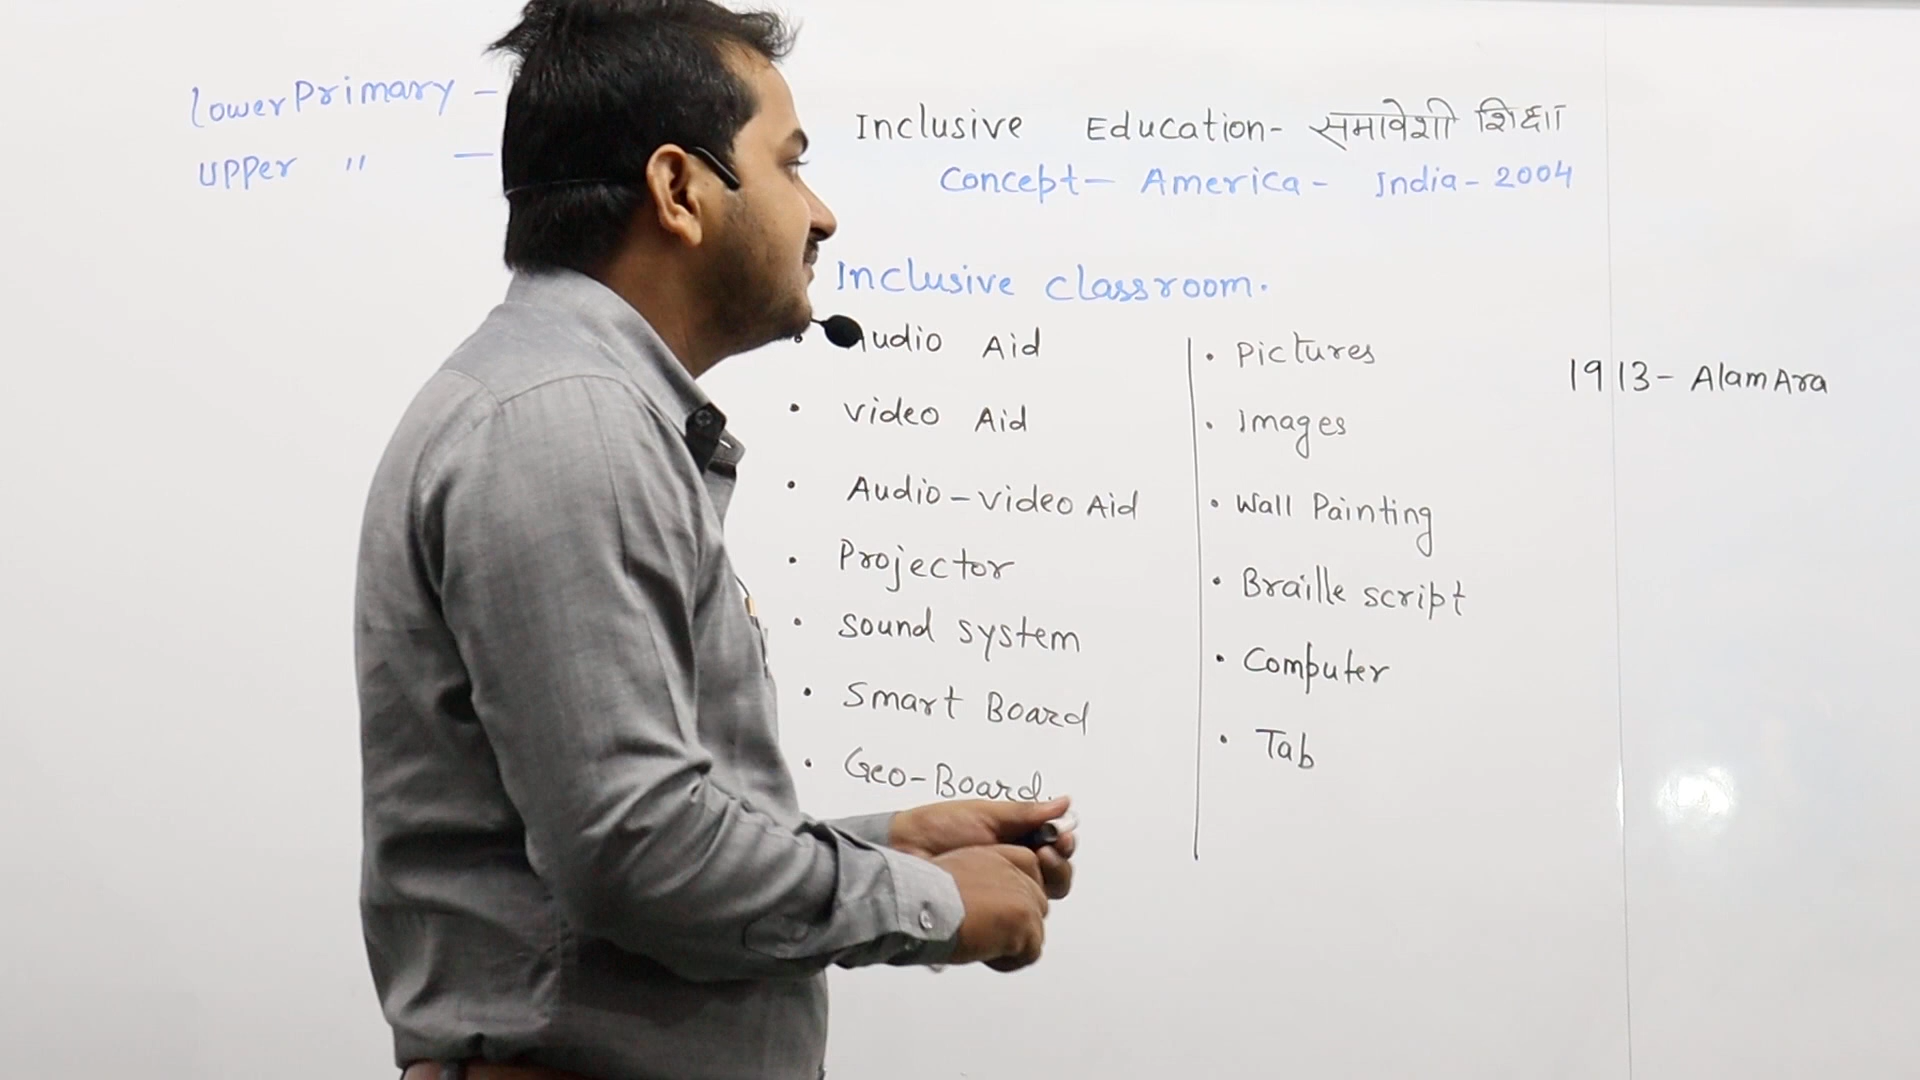 lower Primary -
upper " -
Inclusive Education- समावेशी शिक्षा
Concept- America- India-2004
Inclusive classroom.
• Audio Aid
• video Aid
• Audio-video Aid
• Projector
• sound system
• Smart Board
• Geo-Board.
• Pictures
• Images
• Wall Painting
• Braille script
• Computer
• Tab
1913- Alam Ara